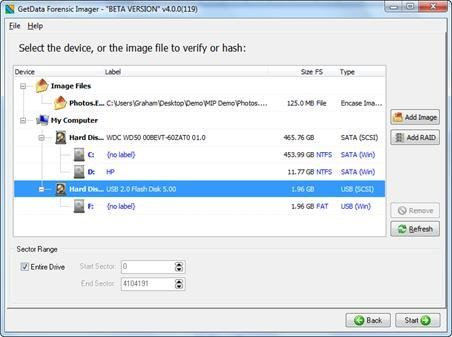 GetData Forensic Imager - "BETA VERSION" v4.0.0(119)
File Help
Select the device, or the image file to verify or hash:
Device Label Size FS Type
Image Files
Photos.E... C:\Users\Graham\Desktop\Demo\MIP Demo\Photos.... 125.0 MB File Encase Ima...
My Computer
Hard Dis... WDC WD50 00BEVT-60ZAT0 01.0 465.76 GB SATA (SCSI)
C: {no label} 453.99 GB NTFS SATA (Win)
D: HP 11.77 GB NTFS SATA (Win)
Hard Dis... USB 2.0 Flash Disk 5.00 1.96 GB USB (SCSI)
F: {no label} 1.96 GB FAT USB (Win)
Add Image
Add RAID
Remove
Refresh
Sector Range
Entire Drive Start Sector: 0
End Sector: 4104191
Back Start